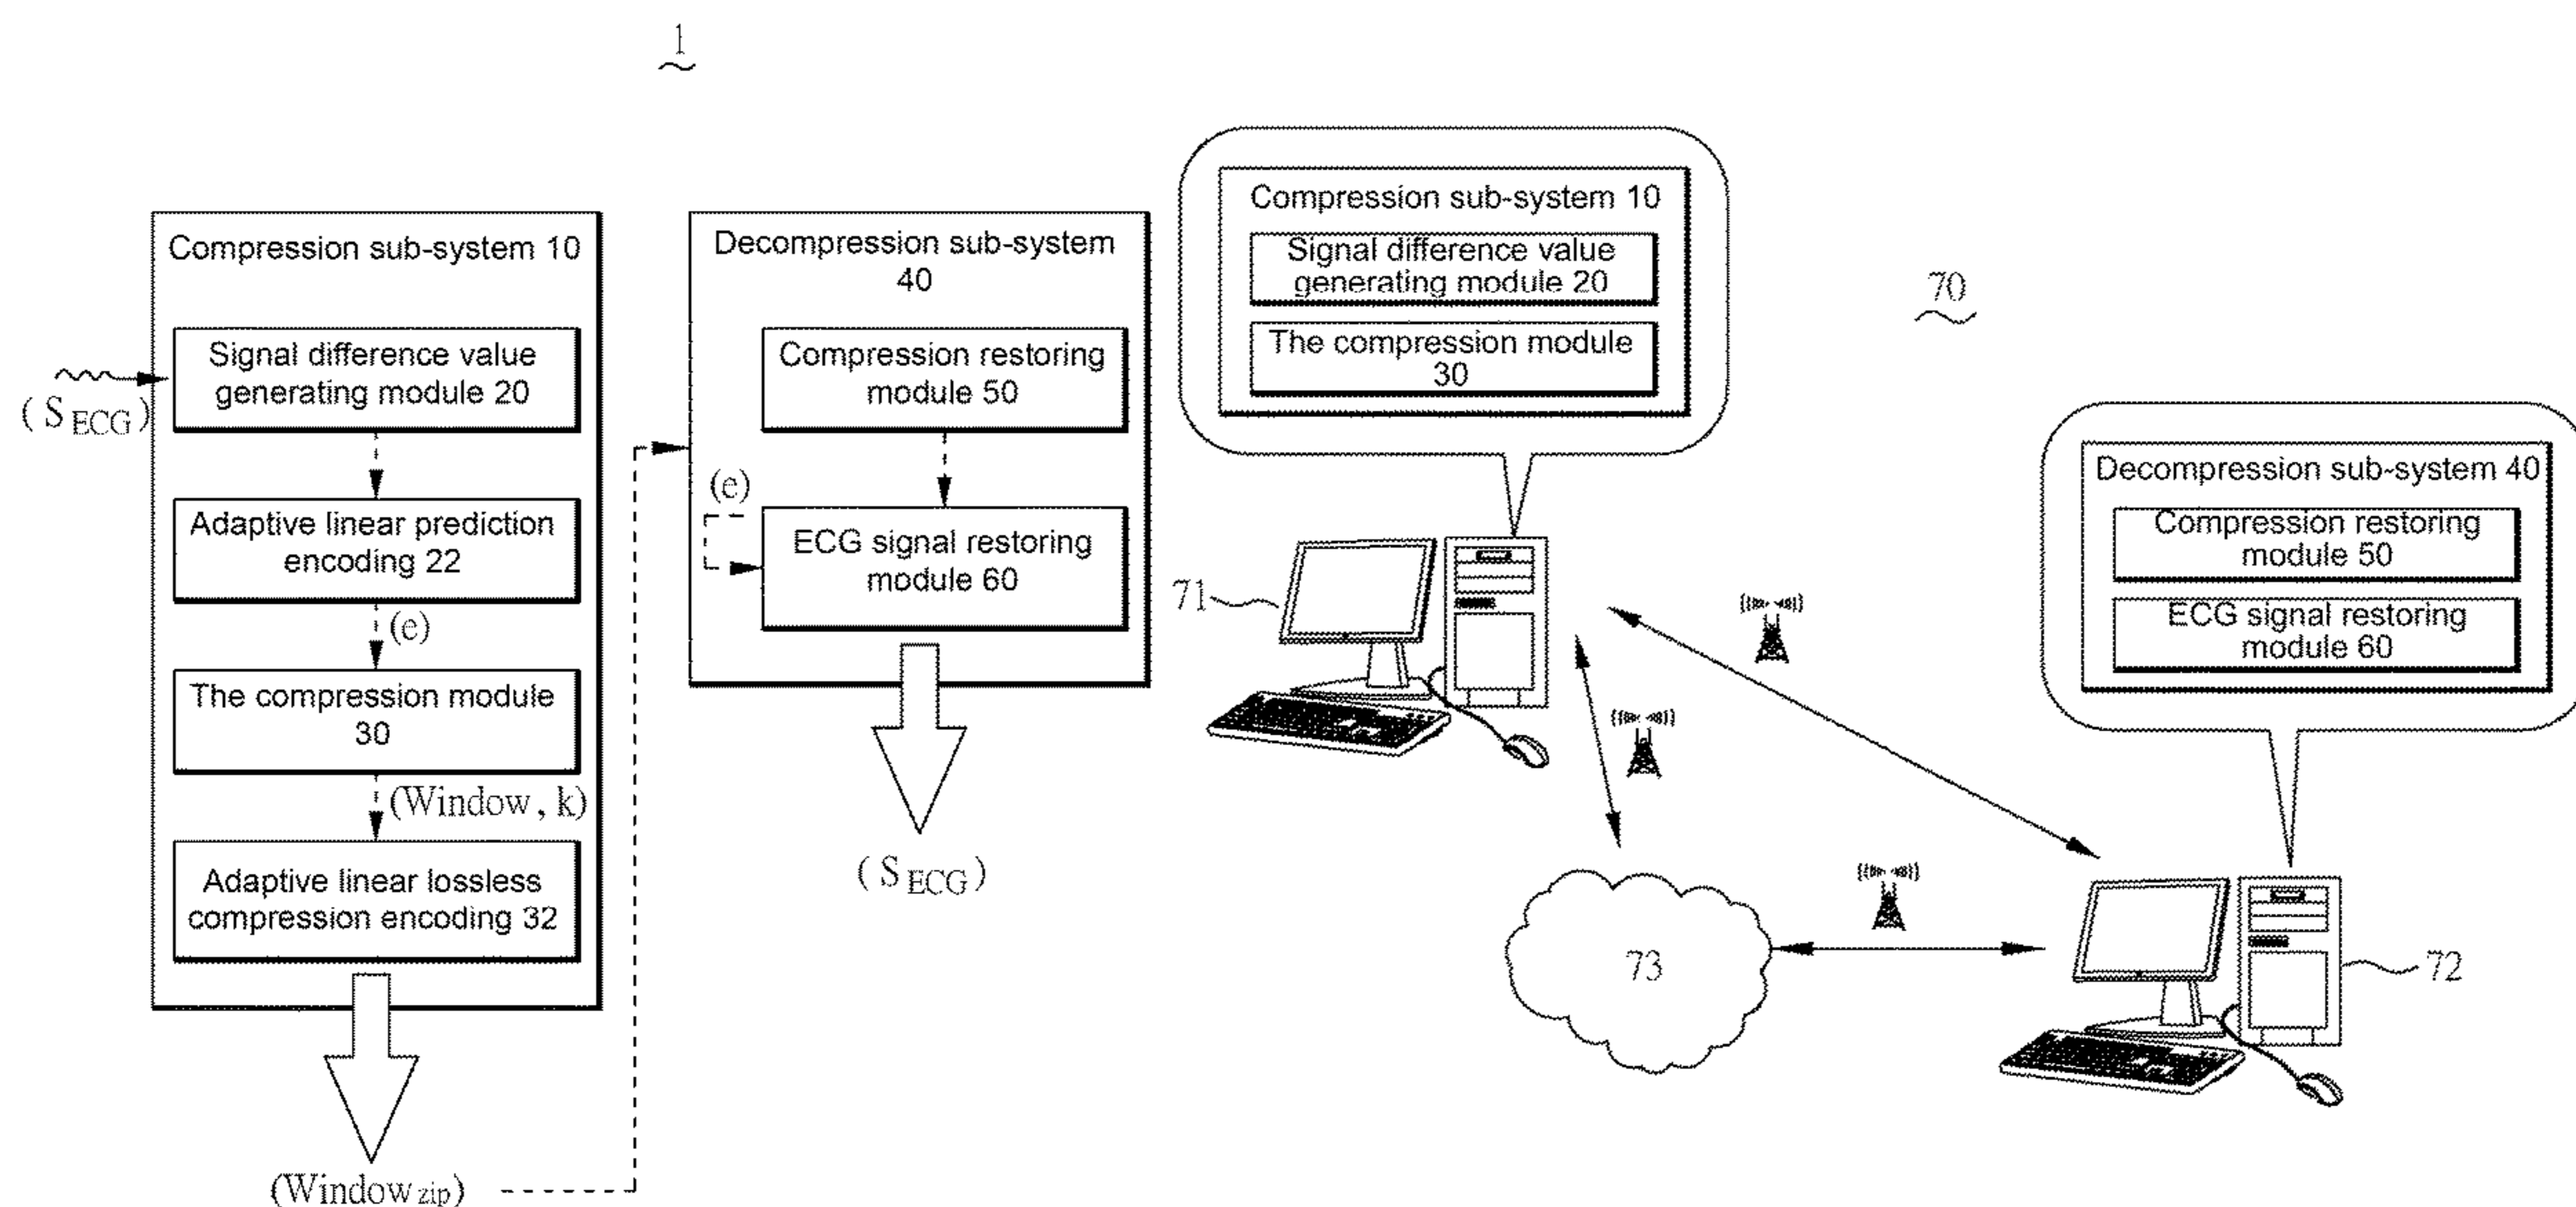 1
Compression sub-system 10
(S ECG)
Signal difference value
generating module 20
Adaptive linear prediction
encoding 22
(e)
The compression module
30
(Window, k)
Adaptive linear lossless
compression encoding 32
(Window zip)
Decompression sub-system
40
Compression restoring
module 50
(e)
ECG signal restoring
module 60
(S ECG)
70
Compression sub-system 10
Signal difference value
generating module 20
The compression module
30
71
Decompression sub-system 40
Compression restoring
module 50
ECG signal restoring
module 60
73
72